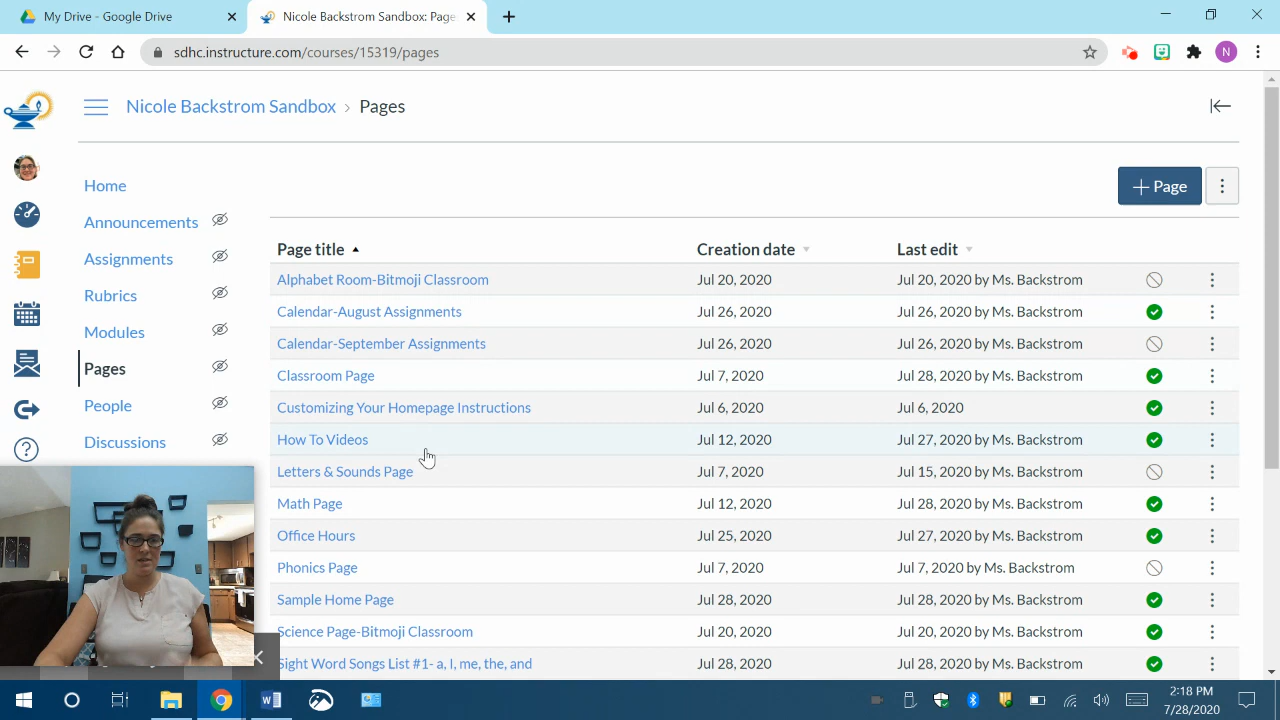 My Drive - Google Drive
Nicole Backstrom Sandbox: Page
sdhc.instructure.com/courses/15319/pages
N
Nicole Backstrom Sandbox › Pages
+ Page
Home
Announcements
Assignments
Rubrics
Modules
Pages
People
Discussions
Page title Creation date Last edit
Alphabet Room-Bitmoji Classroom Jul 20, 2020 Jul 20, 2020 by Ms. Backstrom
Calendar-August Assignments Jul 26, 2020 Jul 26, 2020 by Ms. Backstrom
Calendar-September Assignments Jul 26, 2020 Jul 26, 2020 by Ms. Backstrom
Classroom Page Jul 7, 2020 Jul 28, 2020 by Ms. Backstrom
Customizing Your Homepage Instructions Jul 6, 2020 Jul 6, 2020
How To Videos Jul 12, 2020 Jul 27, 2020 by Ms. Backstrom
Letters & Sounds Page Jul 7, 2020 Jul 15, 2020 by Ms. Backstrom
Math Page Jul 12, 2020 Jul 28, 2020 by Ms. Backstrom
Office Hours Jul 25, 2020 Jul 27, 2020 by Ms. Backstrom
Phonics Page Jul 7, 2020 Jul 7, 2020 by Ms. Backstrom
Sample Home Page Jul 28, 2020 Jul 28, 2020 by Ms. Backstrom
Science Page-Bitmoji Classroom Jul 20, 2020 Jul 20, 2020 by Ms. Backstrom
Sight Word Songs List #1- a, I, me, the, and Jul 28, 2020 Jul 28, 2020 by Ms. Backstrom
2:18 PM
7/28/2020